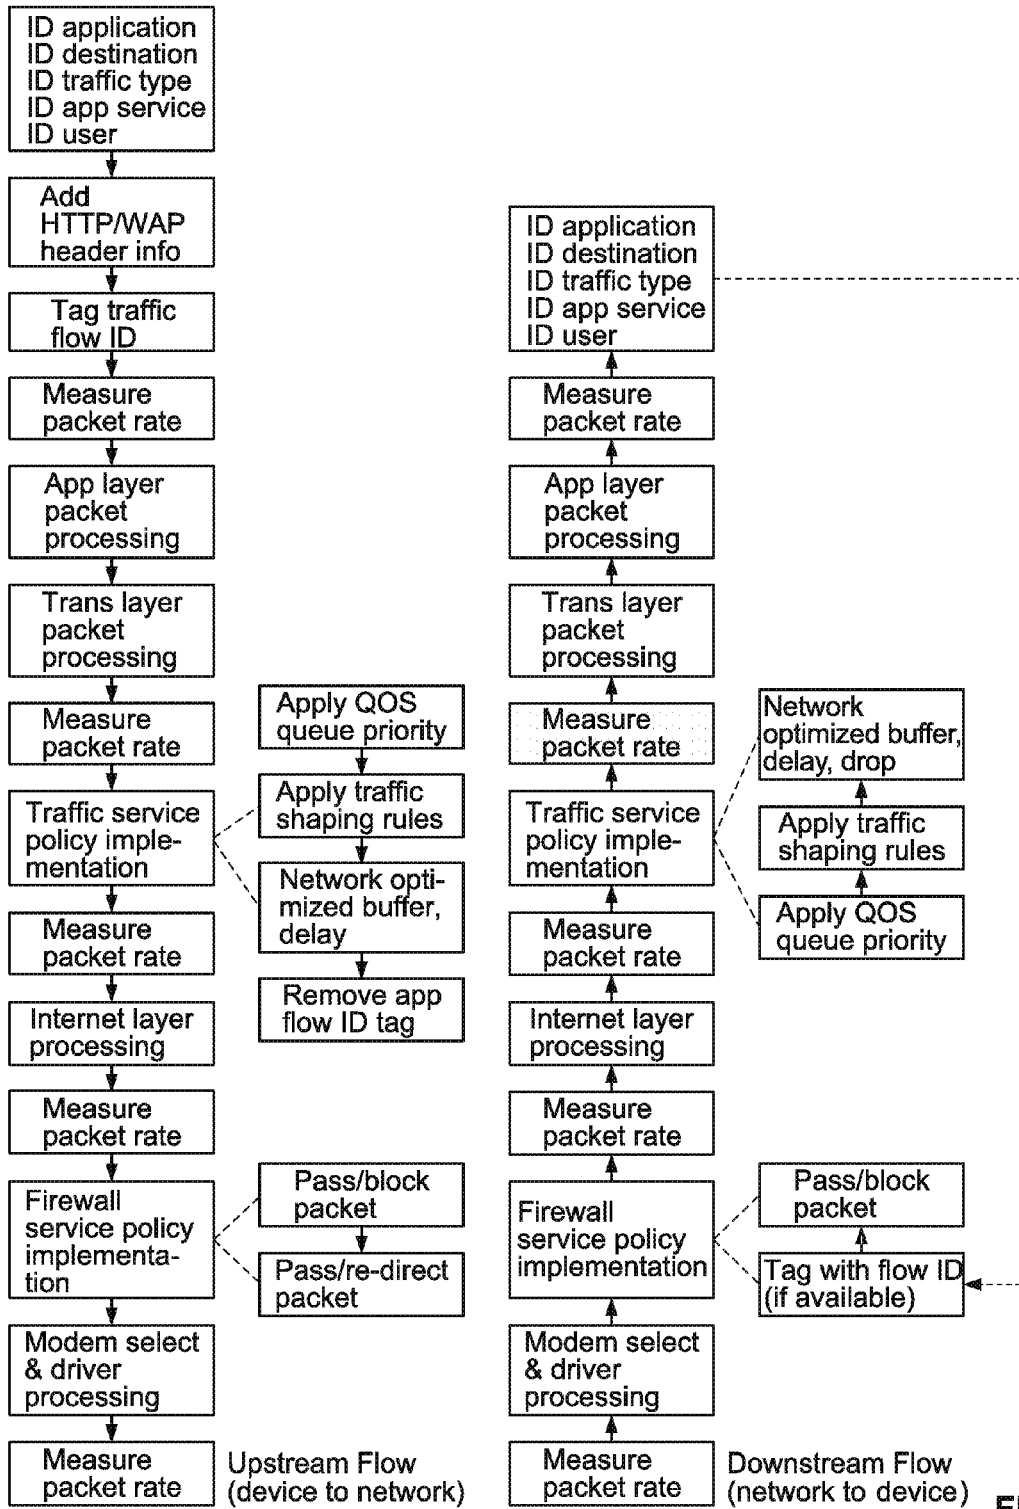 ID application
ID destination
ID traffic type
ID app service
ID user
Add
HTTP/WAP
header info
Tag traffic
flow ID
Measure
packet rate
App layer
packet
processing
Trans layer
packet
processing
Measure
packet rate
Traffic service
policy imple-
mentation
Measure
packet rate
Internet layer
processing
Measure
packet rate
Firewall
service policy
implementa-
tion
Modem select
& driver
processing
Measure
packet rate
Apply QOS
queue priority
Apply traffic
shaping rules
Network opti-
mized buffer,
delay
Remove app
flow ID tag
Pass/block
packet
Pass/re-direct
packet
Upstream Flow
(device to network)
ID application
ID destination
ID traffic type
ID app service
ID user
Measure
packet rate
App layer
packet
processing
Trans layer
packet
processing
Measure
packet rate
Traffic service
policy imple-
mentation
Measure
packet rate
Internet layer
processing
Measure
packet rate
Firewall
service policy
implementation
Modem select
& driver
processing
Measure
packet rate
Network
optimized buffer,
delay, drop
Apply traffic
shaping rules
Apply QOS
queue priority
Pass/block
packet
Tag with flow ID
(if available)
Downstream Flow
(network to device)